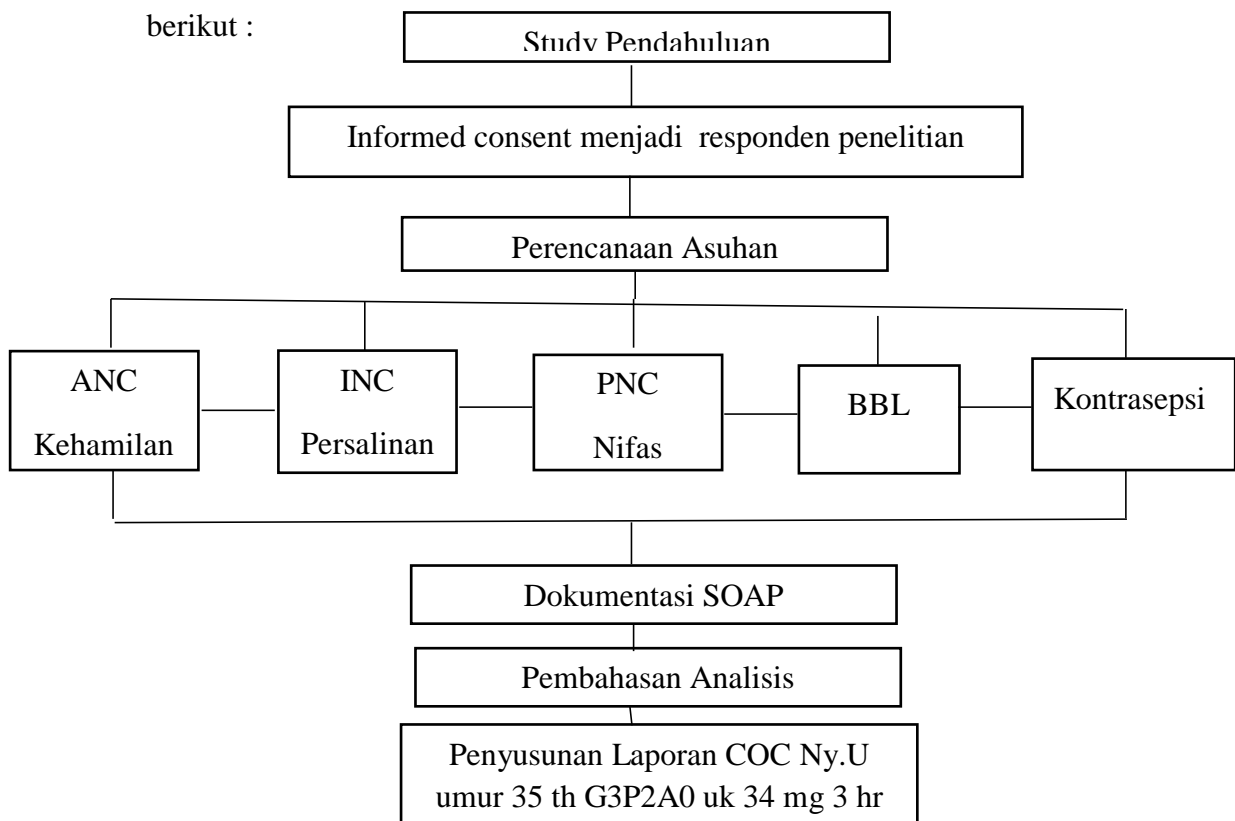 berikut :
Study Pendahuluan
Informed consent menjadi responden penelitian
Perencanaan Asuhan
ANC
Kehamilan
INC
Persalinan
PNC
Nifas
BBL
Kontrasepsi
Dokumentasi SOAP
Pembahasan Analisis
Penyusunan Laporan COC Ny.U
umur 35 th G3P2A0 uk 34 mg 3 hr